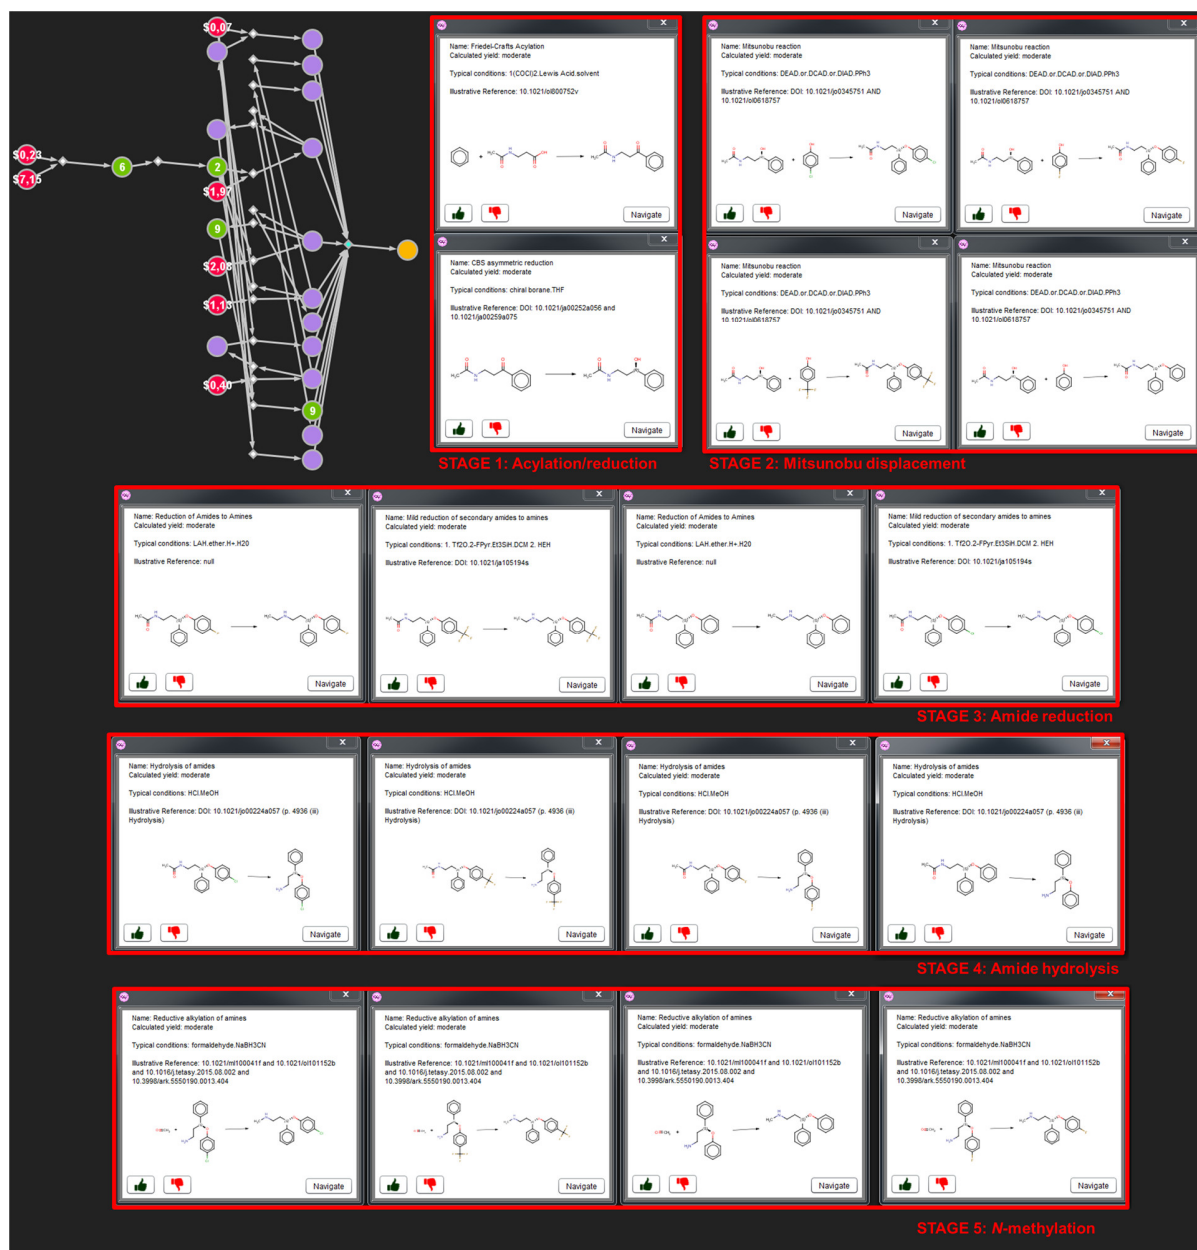 $0,07
$0,23
$7,15
6
2
$1,97
9
$2,08
$1,13
$0,40
9
X
Name: Friedel-Crafts Acylation
Calculated yield: moderate
Typical conditions: 1(COCl)2.Lewis Acid.solvent
Illustrative Reference: 10.1021/ol800752v
Navigate
X
Name: CBS asymmetric reduction
Calculated yield: moderate
Typical conditions: chiral borane.THF
Illustrative Reference: DOI: 10.1021/ja00252a056 and
10.1021/ja00259a075
Navigate
STAGE 1: Acylation/reduction
X
Name: Mitsunobu reaction
Calculated yield: moderate
Typical conditions: DEAD.or.DCAD.or.DIAD.PPh3
Illustrative Reference: DOI: 10.1021/jo0345751 AND
10.1021/ol0618757
Navigate
X
Name: Mitsunobu reaction
Calculated yield: moderate
Typical conditions: DEAD.or.DCAD.or.DIAD.PPh3
Illustrative Reference: DOI: 10.1021/jo0345751 AND
10.1021/ol0618757
Navigate
X
Name: Mitsunobu reaction
Calculated yield: moderate
Typical conditions: DEAD.or.DCAD.or.DIAD.PPh3
Illustrative Reference: DOI: 10.1021/jo0345751 AND
10.1021/ol0618757
Navigate
X
Name: Mitsunobu reaction
Calculated yield: moderate
Typical conditions: DEAD.or.DCAD.or.DIAD.PPh3
Illustrative Reference: DOI: 10.1021/jo0345751 AND
10.1021/ol0618757
Navigate
STAGE 2: Mitsunobu displacement
X
Name: Reduction of Amides to Amines
Calculated yield: moderate
Typical conditions: LAH.ether.H+.H20
Illustrative Reference: null
Navigate
X
Name: Mild reduction of secondary amides to amines
Calculated yield: moderate
Typical conditions: 1. Tf2O.2-FPyr.Et3SiH.DCM 2. HEH
Illustrative Reference: DOI: 10.1021/ja105194s
Navigate
X
Name: Reduction of Amides to Amines
Calculated yield: moderate
Typical conditions: LAH.ether.H+.H20
Illustrative Reference: null
Navigate
X
Name: Mild reduction of secondary amides to amines
Calculated yield: moderate
Typical conditions: 1. Tf2O.2-FPyr.Et3SiH.DCM 2. HEH
Illustrative Reference: DOI: 10.1021/ja105194s
Navigate
STAGE 3: Amide reduction
X
Name: Hydrolysis of amides
Calculated yield: moderate
Typical conditions: HCl.MeOH
Illustrative Reference: DOI: 10.1021/jo00224a057 (p. 4936 (iii)
Hydrolysis)
Navigate
X
Name: Hydrolysis of amides
Calculated yield: moderate
Typical conditions: HCl.MeOH
Illustrative Reference: DOI: 10.1021/jo00224a057 (p. 4936 (iii)
Hydrolysis)
Navigate
X
Name: Hydrolysis of amides
Calculated yield: moderate
Typical conditions: HCl.MeOH
Illustrative Reference: DOI: 10.1021/jo00224a057 (p. 4936 (iii)
Hydrolysis)
Navigate
X
Name: Hydrolysis of amides
Calculated yield: moderate
Typical conditions: HCl.MeOH
Illustrative Reference: DOI: 10.1021/jo00224a057 (p. 4936 (iii)
Hydrolysis)
Navigate
STAGE 4: Amide hydrolysis
X
Name: Reductive alkylation of amines
Calculated yield: moderate
Typical conditions: formaldehyde.NaBH3CN
Illustrative Reference: 10.1021/ml100041f and 10.1021/ol101152b
and 10.1016/j.tetasy.2015.08.002 and
10.3998/ark.5550190.0013.404
Navigate
X
Name: Reductive alkylation of amines
Calculated yield: moderate
Typical conditions: formaldehyde.NaBH3CN
Illustrative Reference: 10.1021/ml100041f and 10.1021/ol101152b
and 10.1016/j.tetasy.2015.08.002 and
10.3998/ark.5550190.0013.404
Navigate
X
Name: Reductive alkylation of amines
Calculated yield: moderate
Typical conditions: formaldehyde.NaBH3CN
Illustrative Reference: 10.1021/ml100041f and 10.1021/ol101152b
and 10.1016/j.tetasy.2015.08.002 and
10.3998/ark.5550190.0013.404
Navigate
X
Name: Reductive alkylation of amines
Calculated yield: moderate
Typical conditions: formaldehyde.NaBH3CN
Illustrative Reference: 10.1021/ml100041f and 10.1021/ol101152b
and 10.1016/j.tetasy.2015.08.002 and
10.3998/ark.5550190.0013.404
Navigate
STAGE 5: N-methylation